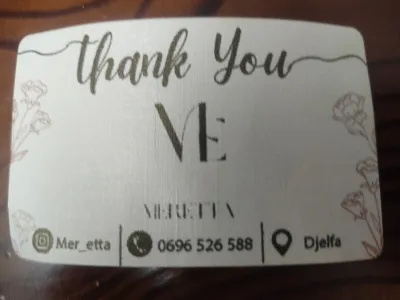 thank You
ME
MERETTA
Mer_etta 0696 526 588 Djelfa